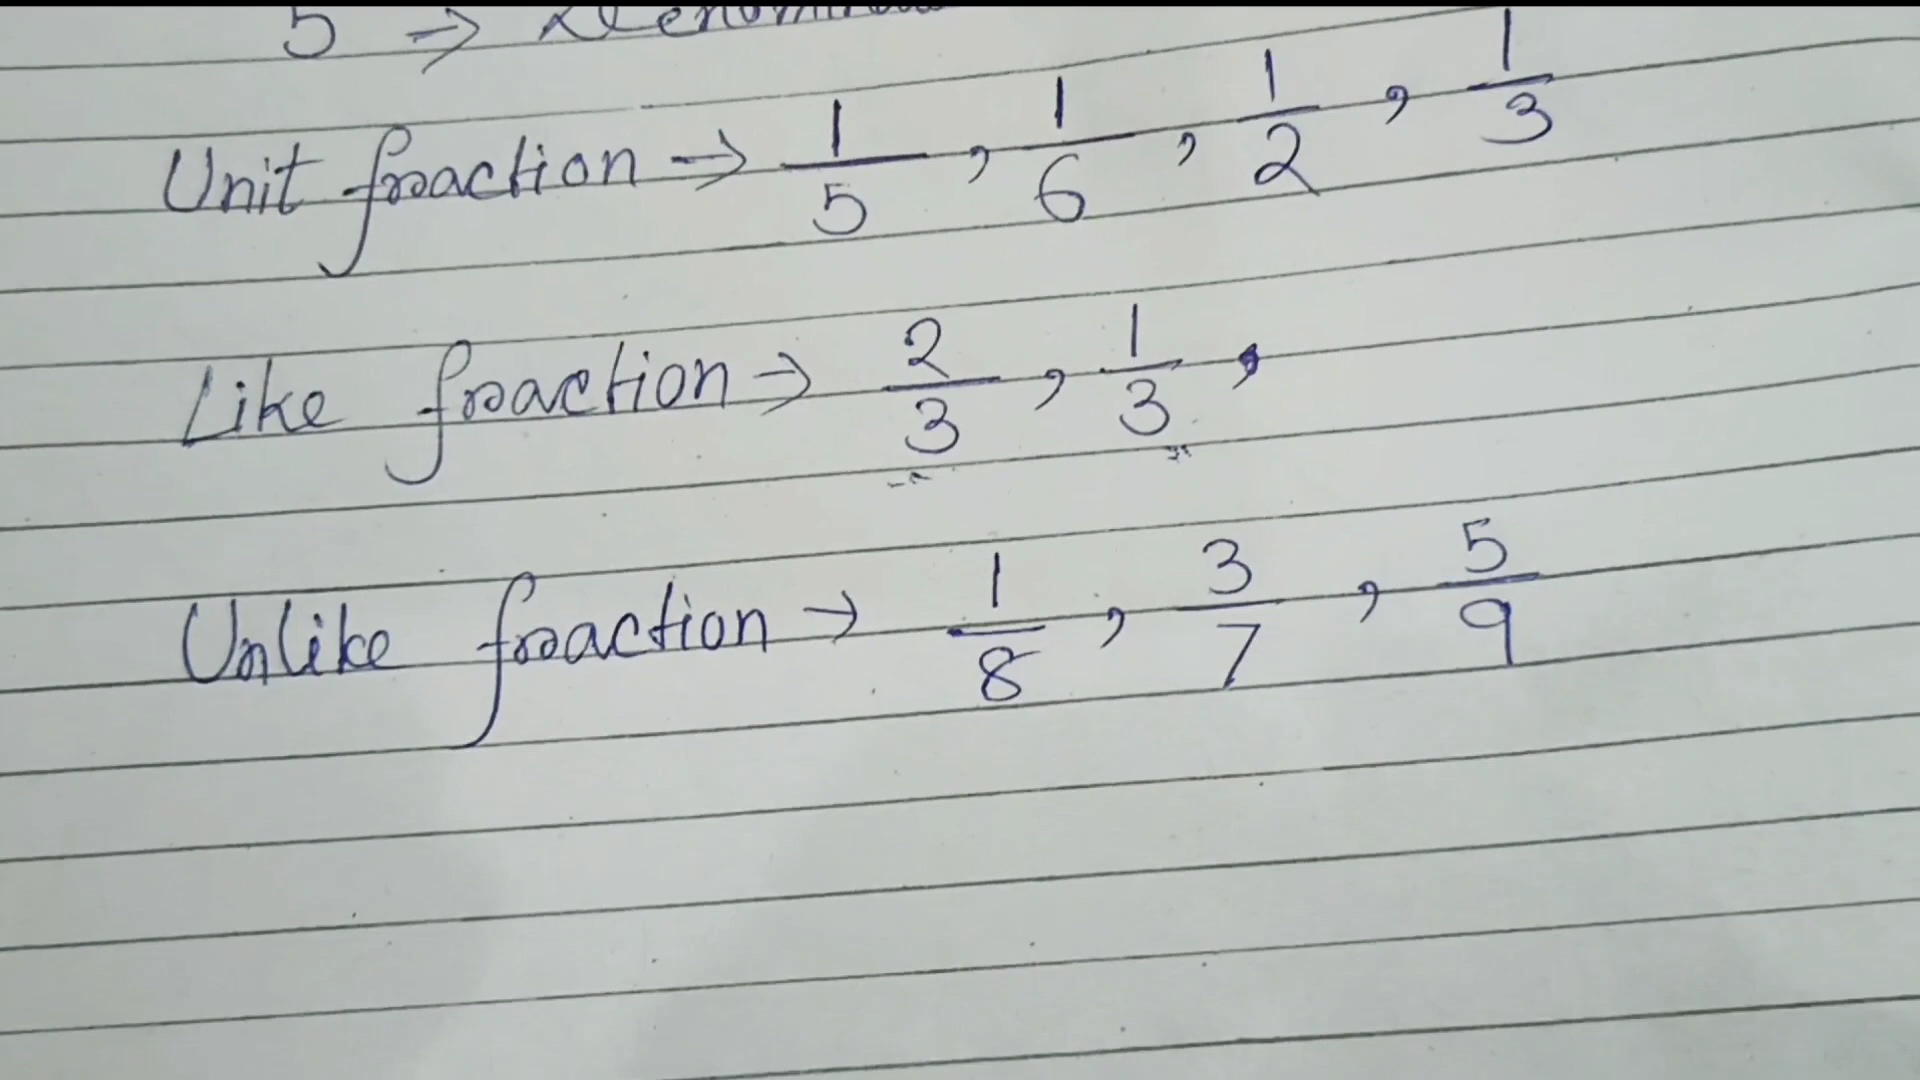 5 →
Unit fraction → 1/5 , 1/6 , 1/2 , 1/3
Like fraction → 2/3 , 1/3 ,
Unlike fraction → 1/8 , 3/7 , 5/9